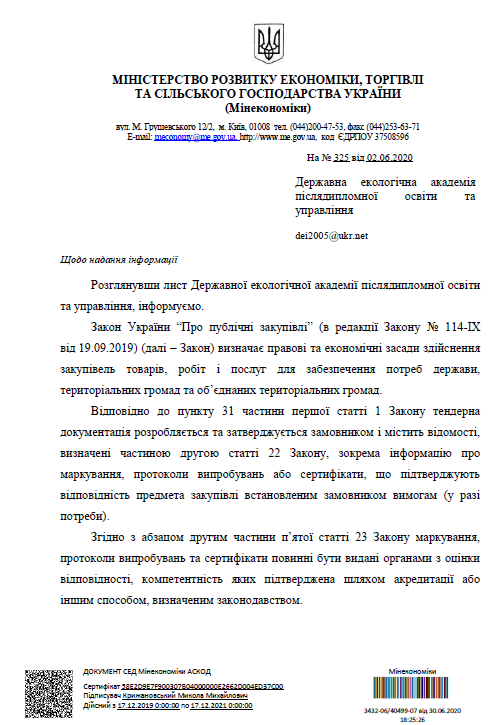 МІНІСТЕРСТВО РОЗВИТКУ ЕКОНОМІКИ, ТОРГІВЛІ
ТА СІЛЬСЬКОГО ГОСПОДАРСТВА УКРАЇНИ
(Мінекономіки)
вул. М. Грушевського 12/2, м. Київ, 01008 тел. (044)200-47-53, факс (044)253-63-71
E-mail: meconomy@me.gov.ua, http://www.me.gov.ua, код ЄДРПОУ 37508596
На № 325 від 02.06.2020
Державна екологічна академія
післядипломної освіти та
управління
dei2005@ukr.net
Щодо надання інформації
Розглянувши лист Державної екологічної академії післядипломної освіти
та управління, інформуємо.
Закон України “Про публічні закупівлі” (в редакції Закону № 114-ІХ
від 19.09.2019) (далі – Закон) визначає правові та економічні засади здійснення
закупівель товарів, робіт і послуг для забезпечення потреб держави,
територіальних громад та об’єднаних територіальних громад.
Відповідно до пункту 31 частини першої статті 1 Закону тендерна
документація розробляється та затверджується замовником і містить відомості,
визначені частиною другою статті 22 Закону, зокрема інформацію про
маркування, протоколи випробувань або сертифікати, що підтверджують
відповідність предмета закупівлі встановленим замовником вимогам (у разі
потреби).
Згідно з абзацом другим частини п’ятої статті 23 Закону маркування,
протоколи випробувань та сертифікати повинні бути видані органами з оцінки
відповідності, компетентність яких підтверджена шляхом акредитації або
іншим способом, визначеним законодавством.
ДОКУМЕНТ СЕД Мінекономіки АСКОД
Сертифікат 58E2D9E7F900307B04000000E2662D004ED37C00
Підписувач Крижановський Микола Михайлович
Дійсний з 17.12.2019 0:00:00 по 17.12.2021 0:00:00
Мінекономіки
3432-06/40499-07 від 30.06.2020
18:25:26